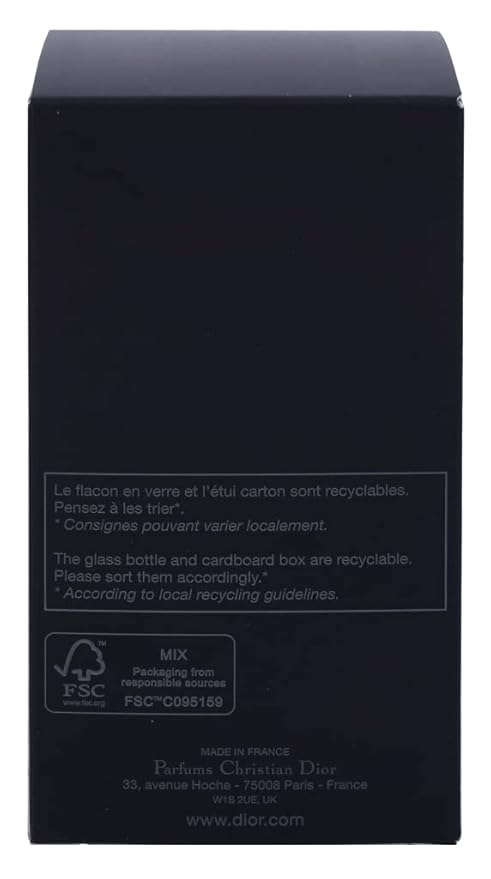 Le flacon en verre et l'étui carton sont recyclables.
Pensez à les trier*.
* Consignes pouvant varier localement.
The glass bottle and cardboard box are recyclable.
Please sort them accordingly.*
* According to local recycling guidelines.
FSC™
www.fsc.org
MIX
Packaging from
responsible sources
FSC™C095159
MADE IN FRANCE
Parfums Christian Dior
33, avenue Hoche - 75008 Paris - France
W1S 2UE, UK
www.dior.com